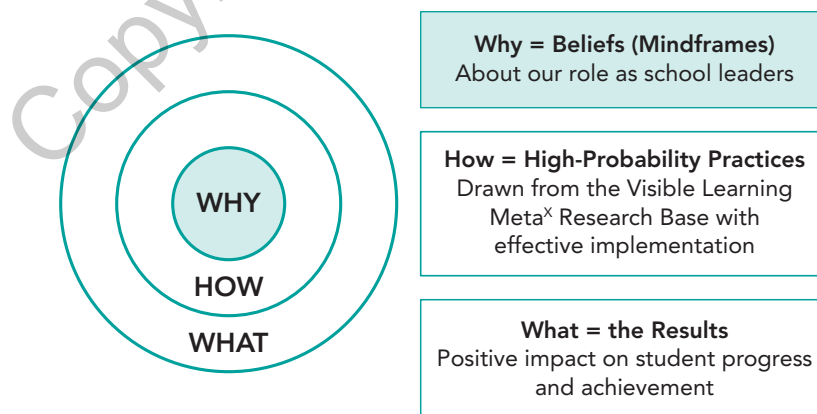 Copy
WHY
HOW
WHAT
Why = Beliefs (Mindframes)
About our role as school leaders
How = High-Probability Practices
Drawn from the Visible Learning
Metaˣ Research Base with
effective implementation
What = the Results
Positive impact on student progress
and achievement